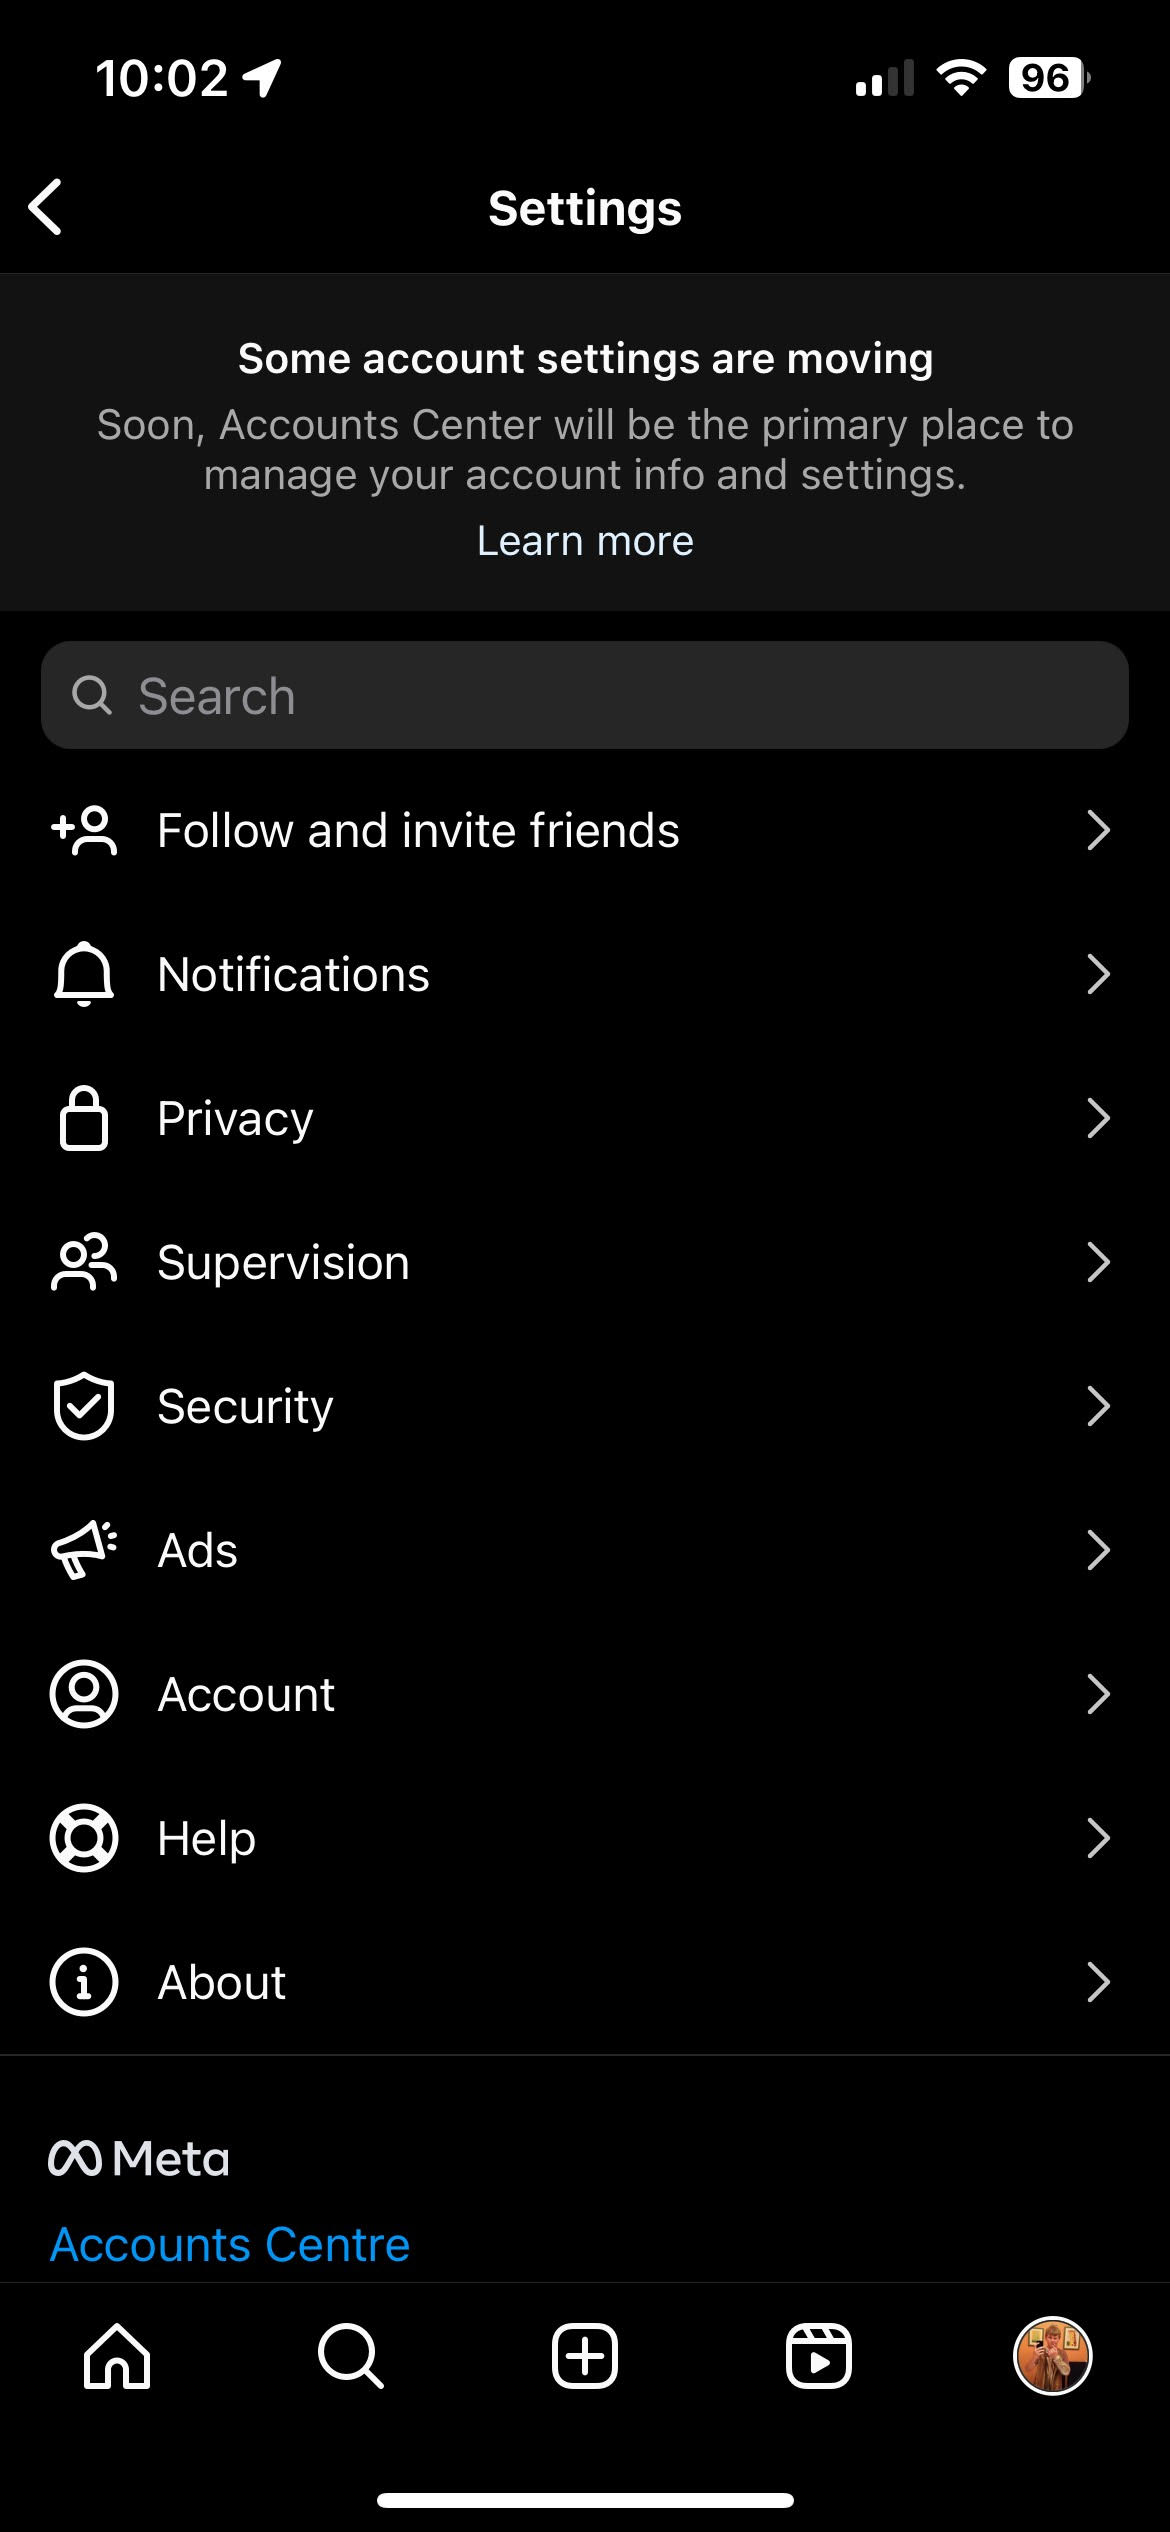 10:02
96
Settings
Some account settings are moving
Soon, Accounts Center will be the primary place to
manage your account info and settings.
Learn more
Search
Follow and invite friends
Notifications
Privacy
Supervision
Security
Ads
Account
Help
About
Meta
Accounts Centre